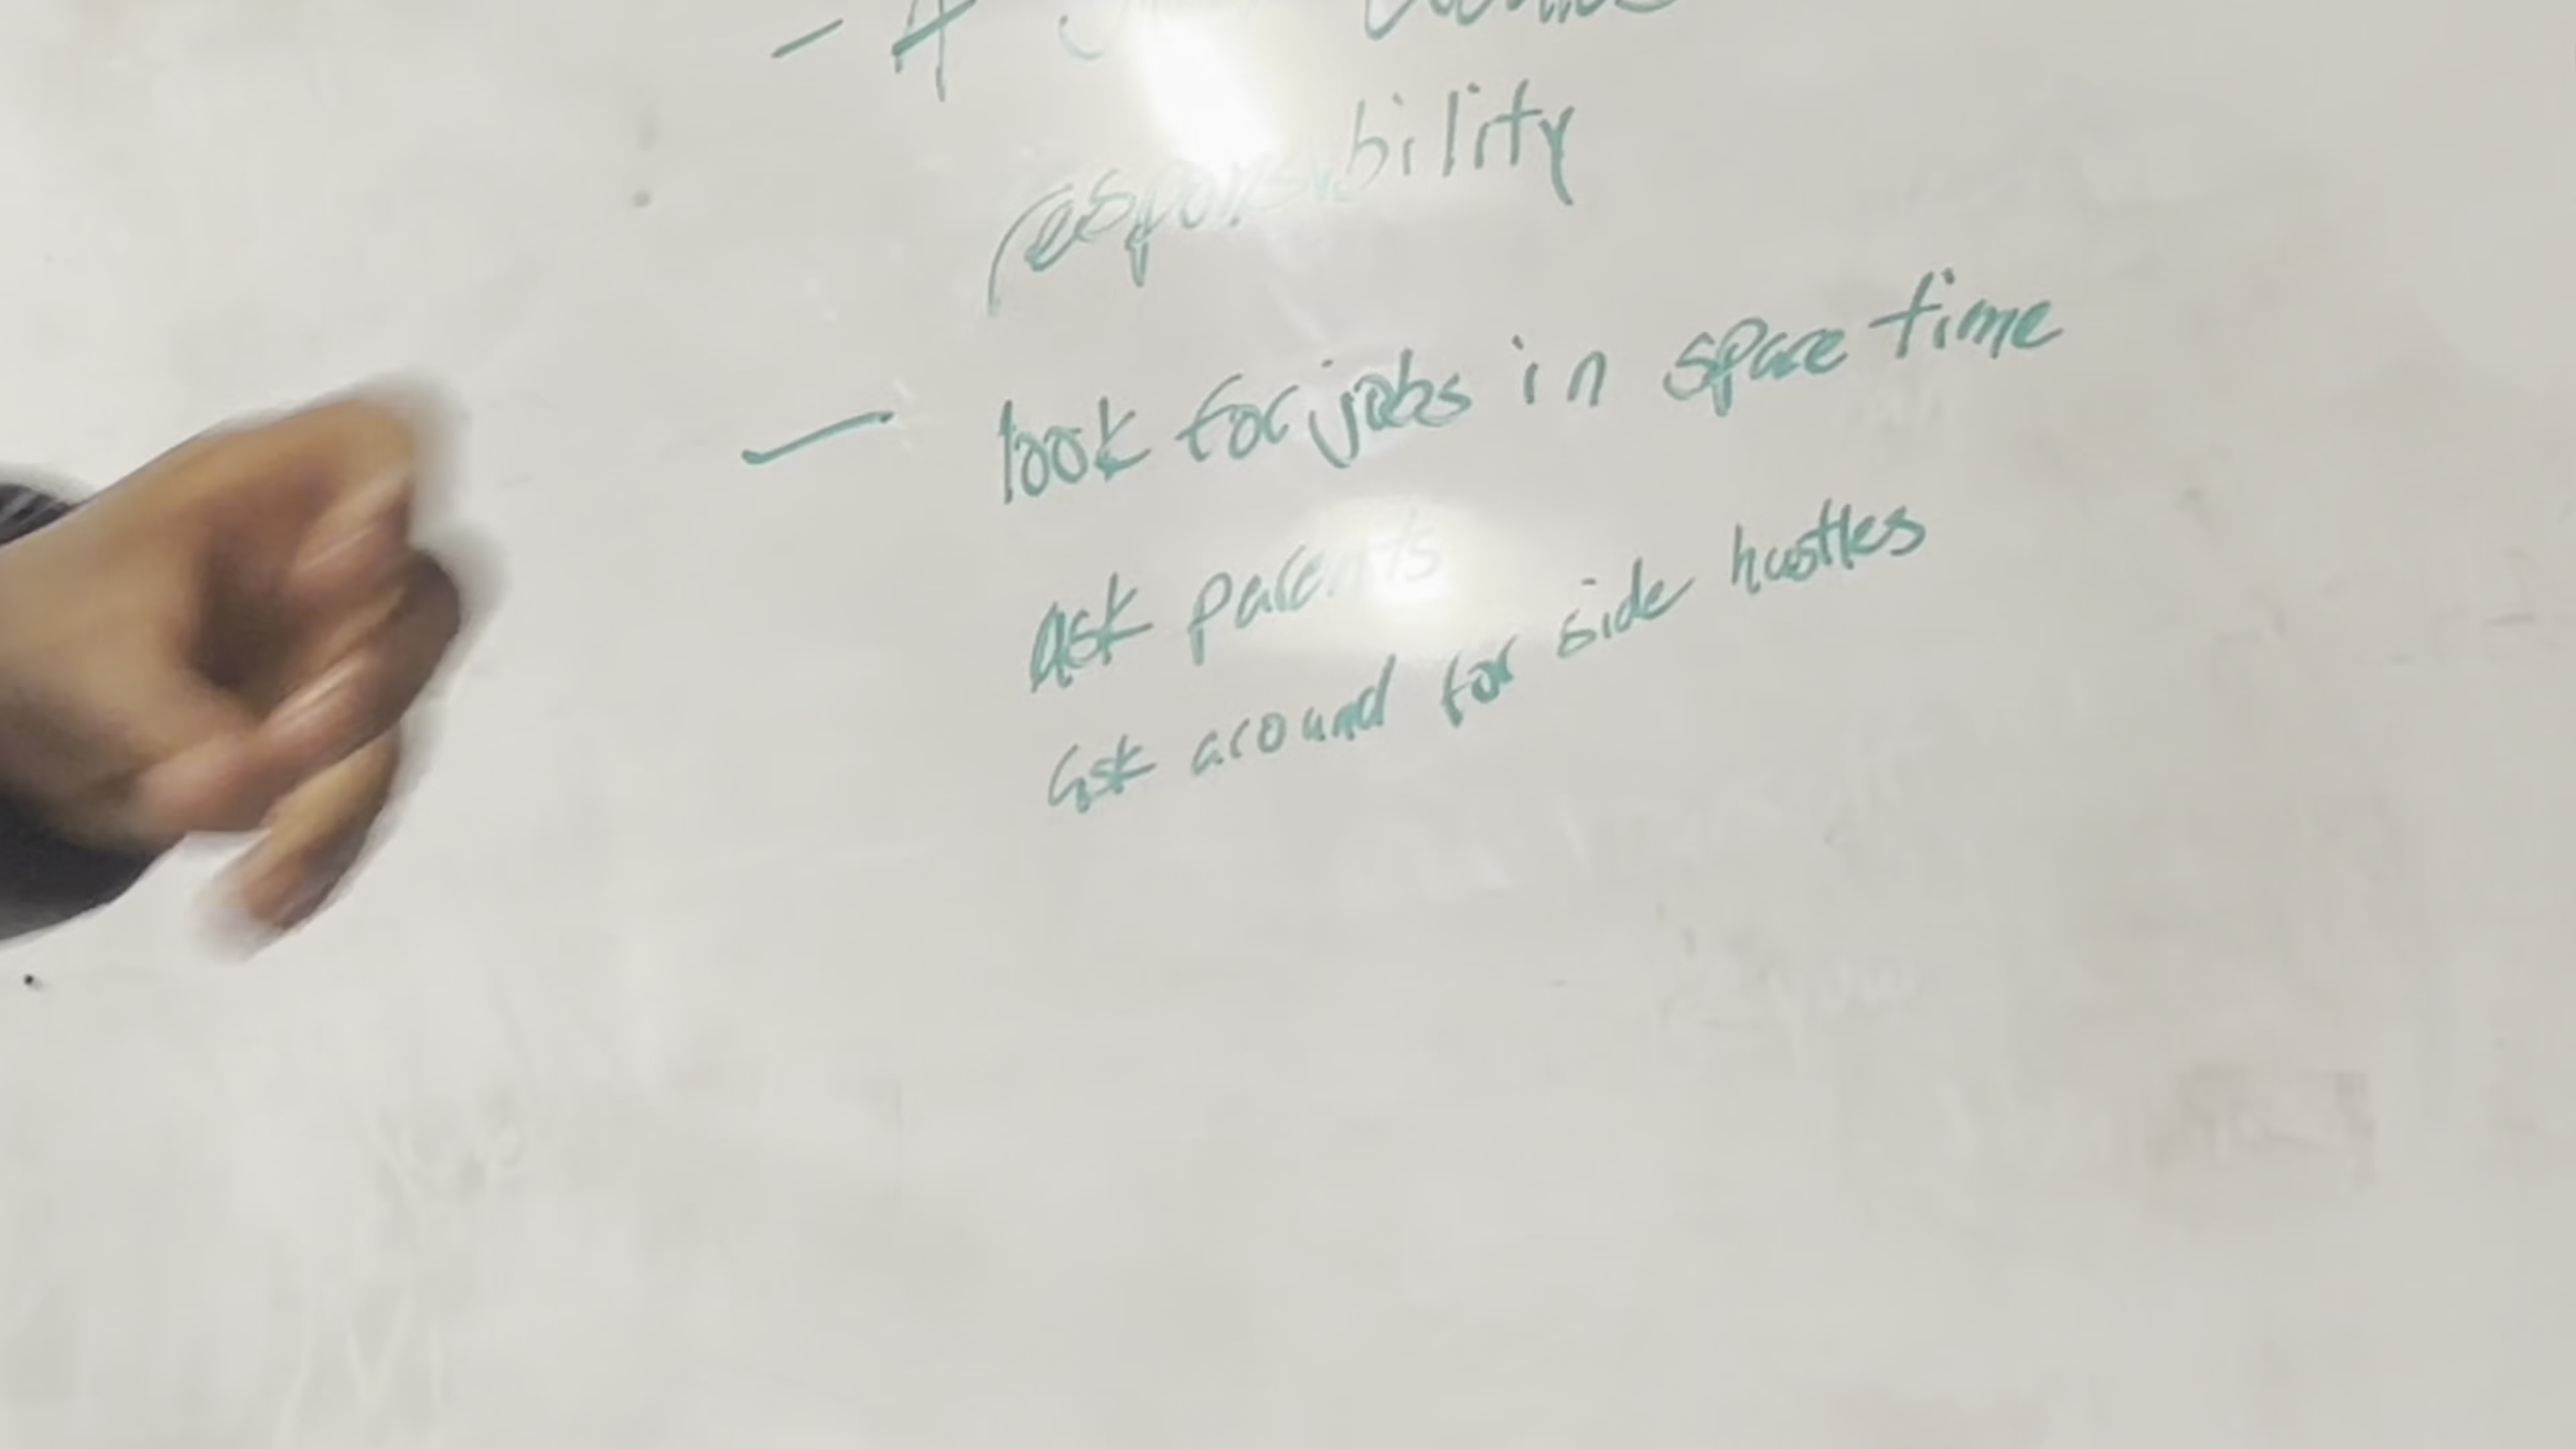 - A
responsibility
- look for jobs in spare time
ask parents
ask around for side hustles